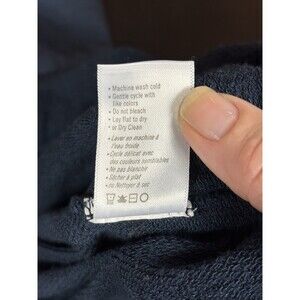 • Machine wash cold
• Gentle cycle with
like colors
• Do not bleach
• Lay flat to dry
• or Dry Clean
• Laver en machine à
l'eau froide
• Cycle délicat avec
des couleurs semblables
• Ne pas blanchir
• Sécher à plat
• ou Nettoyer à sec